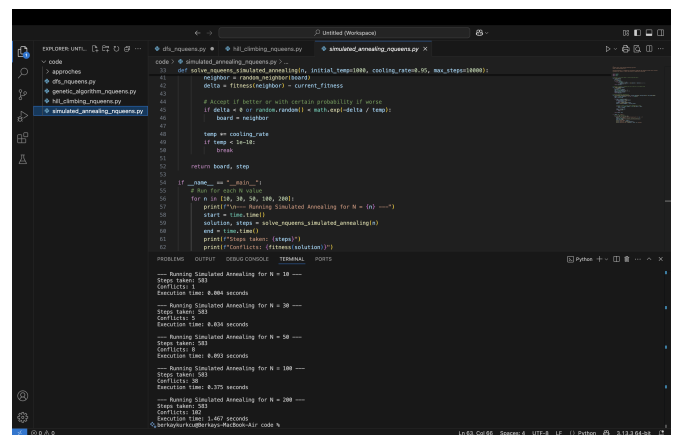 Untitled (Workspace)
EXPLORER: UNTI...
code
approches
dfs_nqueens.py
genetic_algorithm_nqueens.py
hill_climbing_nqueens.py
simulated_annealing_nqueens.py
dfs_nqueens.py
hill_climbing_nqueens.py
simulated_annealing_nqueens.py
code > simulated_annealing_nqueens.py > ...
33 def solve_nqueens_simulated_annealing(n, initial_temp=1000, cooling_rate=0.95, max_steps=10000):
41 neighbor = random_neighbor(board)
42 delta = fitness(neighbor) - current_fitness
43
44 # Accept if better or with certain probability if worse
45 if delta < 0 or random.random() < math.exp(-delta / temp):
46 board = neighbor
47
48 temp *= cooling_rate
49 if temp < 1e-10:
50 break
51
52 return board, step
53
54 if __name__ == "__main__":
55 # Run for each N value
56 for n in [10, 30, 50, 100, 200]:
57 print(f"\n--- Running Simulated Annealing for N = {n} ---")
58 start = time.time()
59 solution, steps = solve_nqueens_simulated_annealing(n)
60 end = time.time()
61 print(f"Steps taken: {steps}")
62 print(f"Conflicts: {fitness(solution)}")
PROBLEMS OUTPUT DEBUG CONSOLE TERMINAL PORTS
Python
--- Running Simulated Annealing for N = 10 ---
Steps taken: 583
Conflicts: 1
Execution time: 0.004 seconds
--- Running Simulated Annealing for N = 30 ---
Steps taken: 583
Conflicts: 5
Execution time: 0.034 seconds
--- Running Simulated Annealing for N = 50 ---
Steps taken: 583
Conflicts: 8
Execution time: 0.093 seconds
--- Running Simulated Annealing for N = 100 ---
Steps taken: 583
Conflicts: 38
Execution time: 0.375 seconds
--- Running Simulated Annealing for N = 200 ---
Steps taken: 583
Conflicts: 102
Execution time: 1.467 seconds
berkaykurkcu@Berkays-MacBook-Air code %
0 0 Ln 63, Col 66 Spaces: 4 UTF-8 LF Python 3.13.3 64-bit